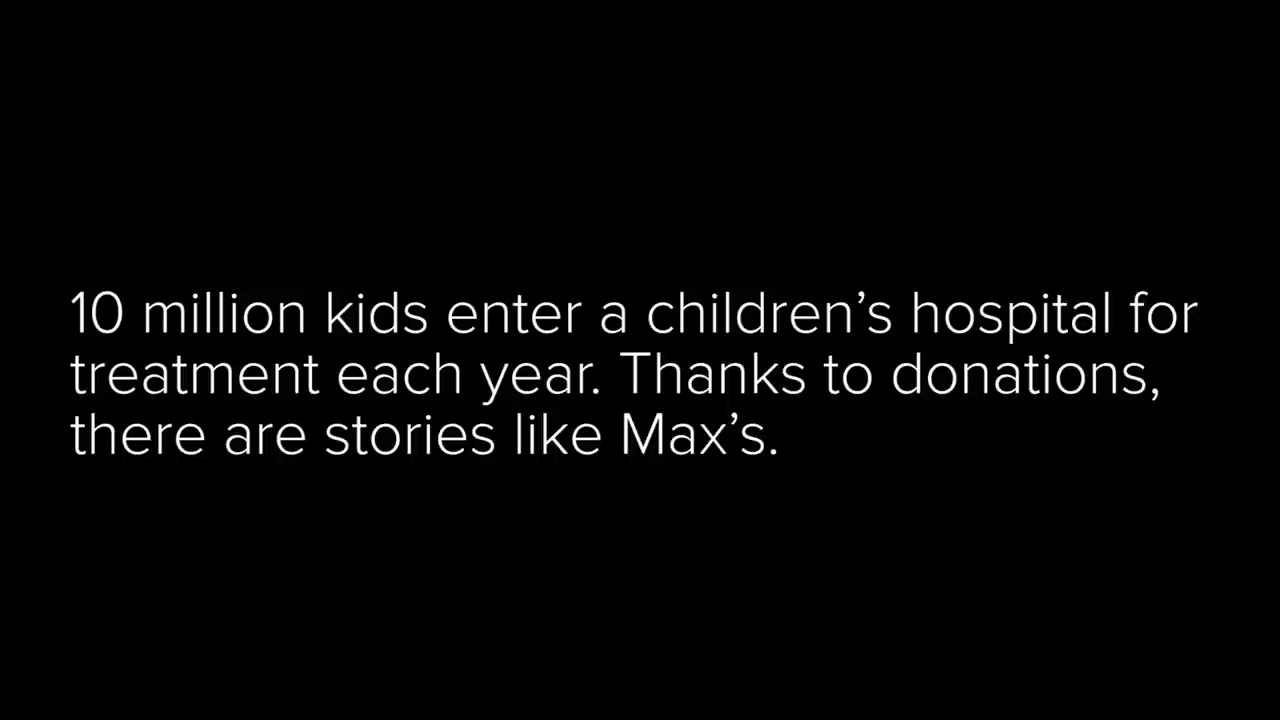 10 million kids enter a children’s hospital for
treatment each year. Thanks to donations,
there are stories like Max’s.